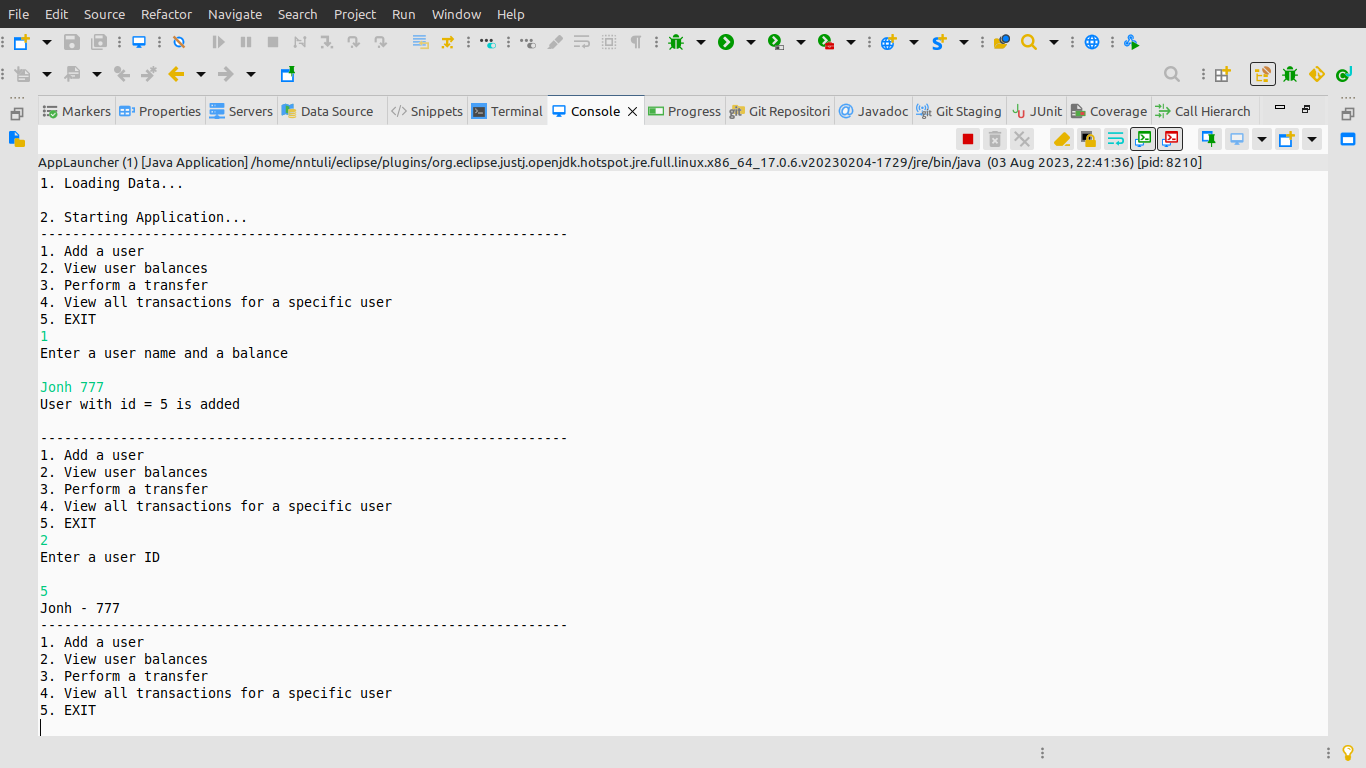 File Edit Source Refactor Navigate Search Project Run Window Help
Markers Properties Servers Data Source Snippets Terminal Console Progress Git Repositori Javadoc Git Staging JUnit Coverage Call Hierarch
AppLauncher (1) [Java Application] /home/nntuli/eclipse/plugins/org.eclipse.justj.openjdk.hotspot.jre.full.linux.x86_64_17.0.6.v20230204-1729/jre/bin/java (03 Aug 2023, 22:41:36) [pid: 8210]
1. Loading Data...
2. Starting Application...
------------------------------------------------------------------
1. Add a user
2. View user balances
3. Perform a transfer
4. View all transactions for a specific user
5. EXIT
1
Enter a user name and a balance
Jonh 777
User with id = 5 is added
------------------------------------------------------------------
1. Add a user
2. View user balances
3. Perform a transfer
4. View all transactions for a specific user
5. EXIT
2
Enter a user ID
5
Jonh - 777
------------------------------------------------------------------
1. Add a user
2. View user balances
3. Perform a transfer
4. View all transactions for a specific user
5. EXIT